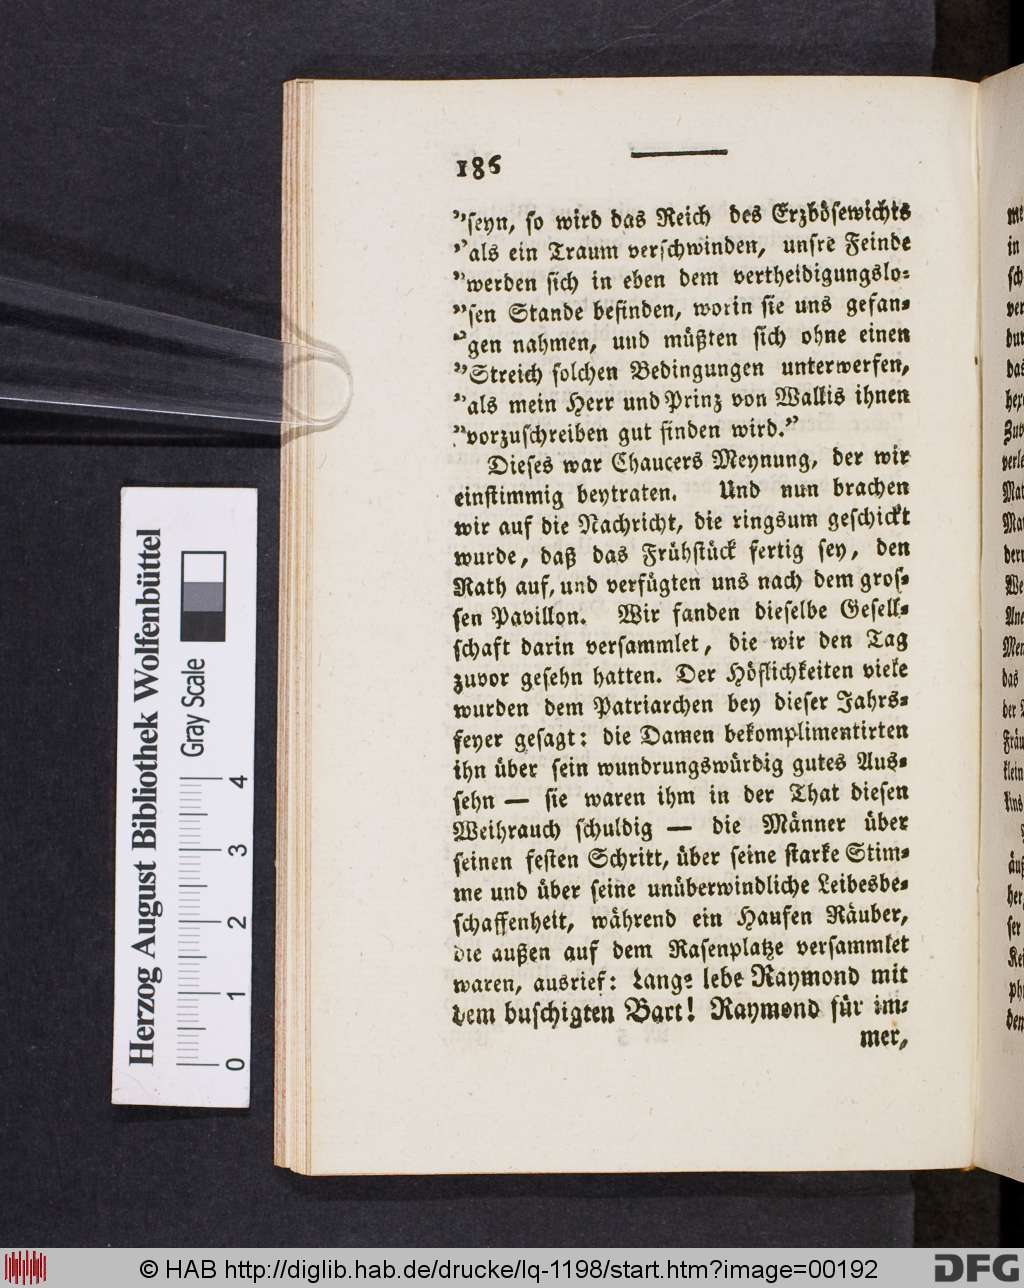 186
"seyn, so wird das Reich des Erzbösewichts
"als ein Traum verschwinden, unsre Feinde
"werden sich in eben dem vertheidigungslo-
"sen Stande befinden, worin sie uns gefan-
"gen nahmen, und müßten sich ohne einen
"Streich solchen Bedingungen unterwerfen,
"als mein Herr und Prinz von Wallis ihnen
"vorzuschreiben gut finden wird."
Dieses war Chaucers Meynung, der wir
einstimmig beytraten. Und nun brachen
wir auf die Nachricht, die ringsum geschickt
wurde, daß das Frühstück fertig sey, den
Rath auf, und verfügten uns nach dem gros-
sen Pavillon. Wir fanden dieselbe Gesell-
schaft darin versammlet, die wir den Tag
zuvor gesehn hatten. Der Höflichkeiten viele
wurden dem Patriarchen bey dieser Jahrs-
feyer gesagt: die Damen bekomplimentirten
ihn über sein wundrungswürdig gutes Aus-
sehn — sie waren ihm in der That diesen
Weihrauch schuldig — die Männer über
seinen festen Schritt, über seine starke Stim-
me und über seine unüberwindliche Leibesbe-
schaffenheit, während ein Haufen Räuber,
die außen auf dem Rasenplatze versammlet
waren, ausrief: Lange lebe Raymond mit
dem buschigten Bart! Raymond für im-
mer,
Herzog August Bibliothek Wolfenbüttel
Gray Scale
0 1 2 3 4
© HAB http://diglib.hab.de/drucke/lq-1198/start.htm?image=00192
DFG